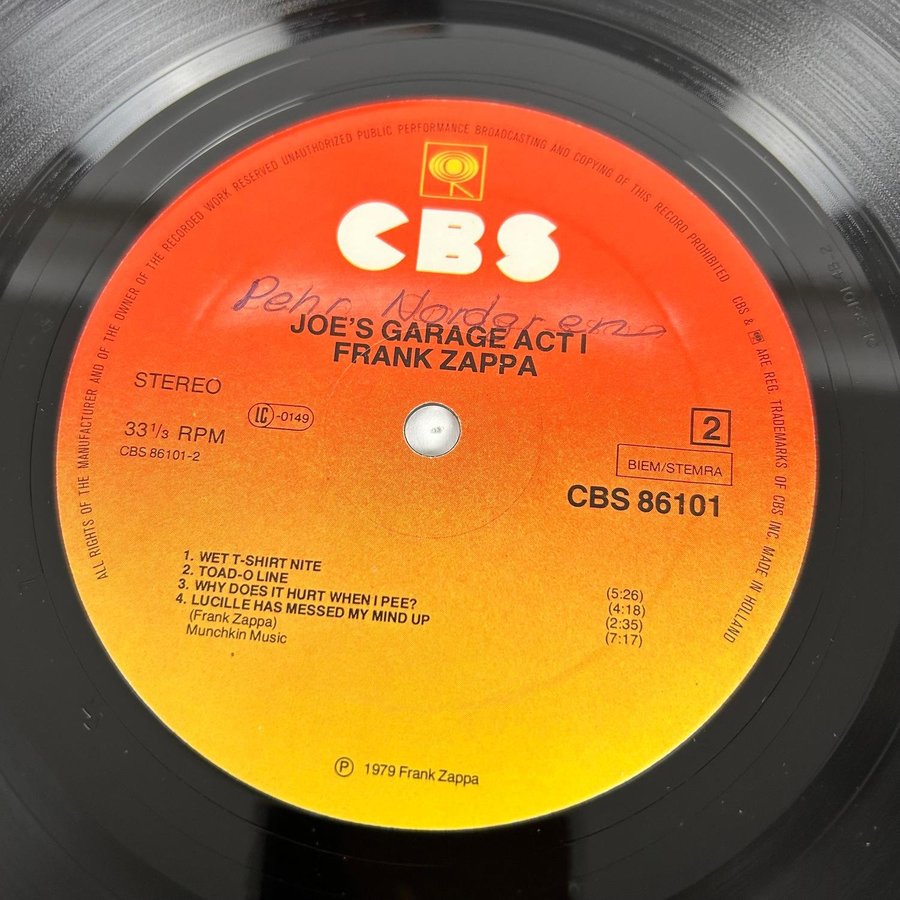 ALL RIGHTS OF THE MANUFACTURER AND OF THE OWNER OF THE RECORDED WORK RESERVED UNAUTHORIZED PUBLIC PERFORMANCE BROADCASTING AND COPYING OF THIS RECORD PROHIBITED CBS & ARE REG. TRADEMARKS OF CBS INC. MADE IN HOLLAND
CBS
Pehr Nordgren
JOE'S GARAGE ACT I
FRANK ZAPPA
STEREO
LC -0149
33 1/3 RPM
CBS 86101-2
2
BIEM/STEMRA
CBS 86101
1. WET T-SHIRT NITE (5:26)
2. TOAD-O LINE (4:18)
3. WHY DOES IT HURT WHEN I PEE? (2:35)
4. LUCILLE HAS MESSED MY MIND UP (7:17)
(Frank Zappa)
Munchkin Music
Ⓟ 1979 Frank Zappa